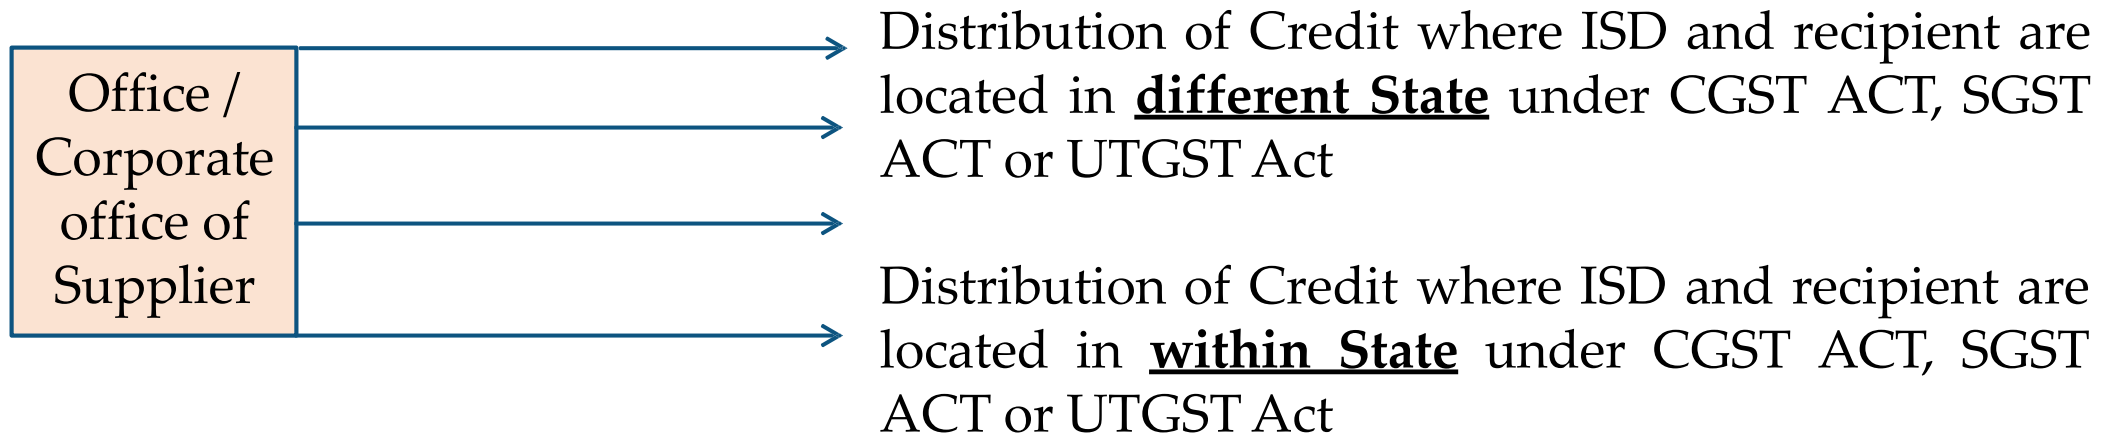 Office /
Corporate
office of
Supplier
Distribution of Credit where ISD and recipient are
located in different State under CGST ACT, SGST
ACT or UTGST Act
Distribution of Credit where ISD and recipient are
located in within State under CGST ACT, SGST
ACT or UTGST Act